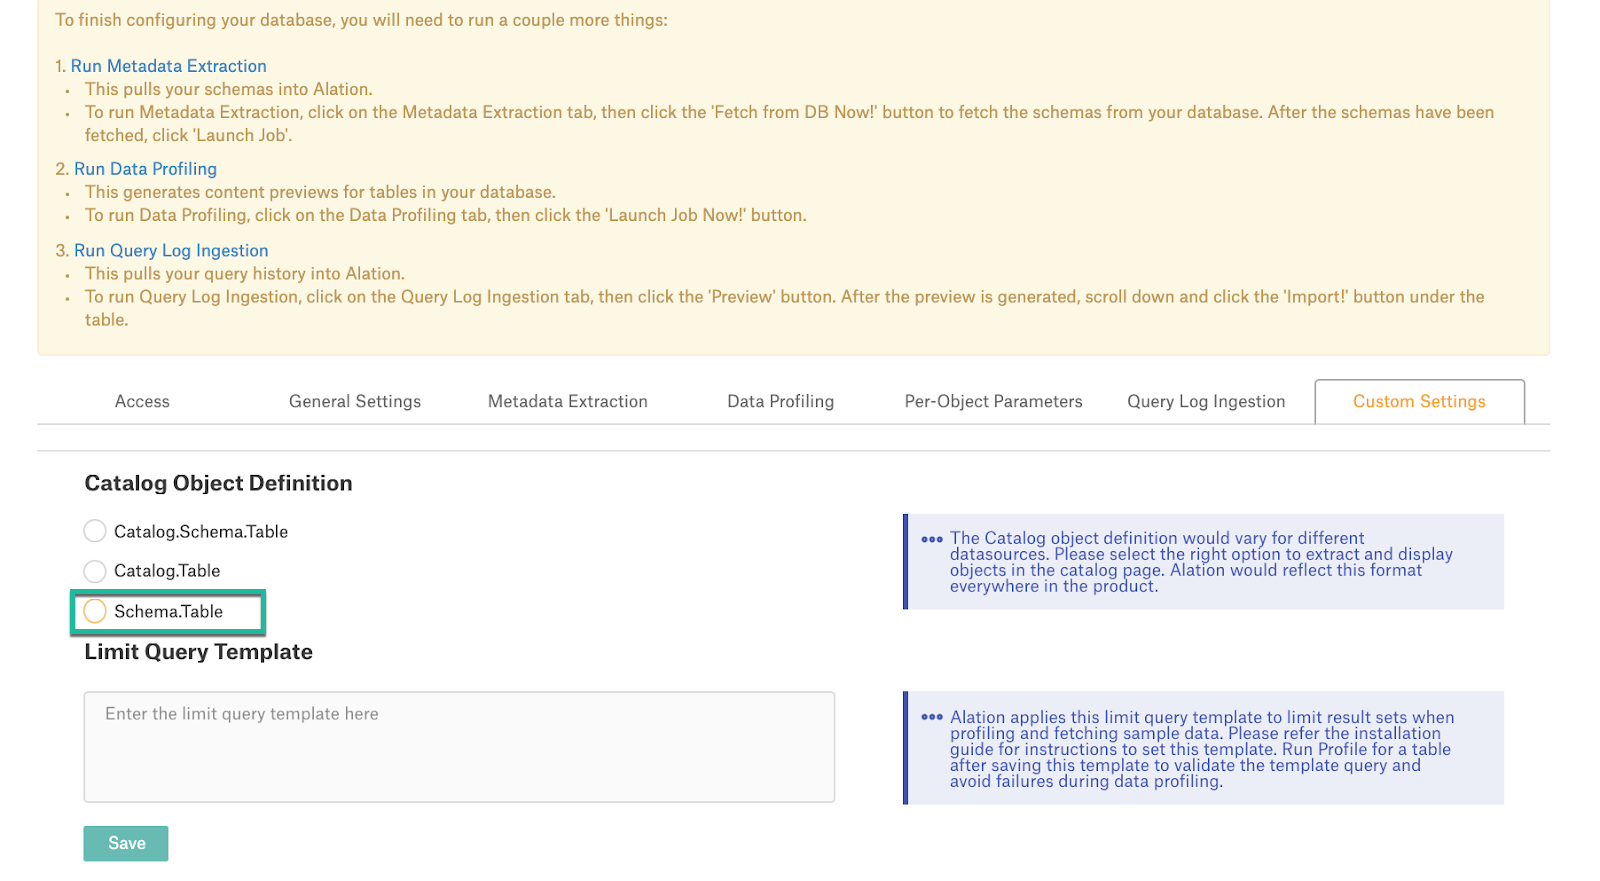 To finish configuring your database, you will need to run a couple more things:
1. Run Metadata Extraction
• This pulls your schemas into Alation.
• To run Metadata Extraction, click on the Metadata Extraction tab, then click the 'Fetch from DB Now!' button to fetch the schemas from your database. After the schemas have been
fetched, click 'Launch Job'.
2. Run Data Profiling
• This generates content previews for tables in your database.
• To run Data Profiling, click on the Data Profiling tab, then click the 'Launch Job Now!' button.
3. Run Query Log Ingestion
• This pulls your query history into Alation.
• To run Query Log Ingestion, click on the Query Log Ingestion tab, then click the 'Preview' button. After the preview is generated, scroll down and click the 'Import!' button under the
table.
Access General Settings Metadata Extraction Data Profiling Per-Object Parameters Query Log Ingestion Custom Settings
Catalog Object Definition
Catalog.Schema.Table
Catalog.Table
Schema.Table
The Catalog object definition would vary for different
datasources. Please select the right option to extract and display
objects in the catalog page. Alation would reflect this format
everywhere in the product.
Limit Query Template
Enter the limit query template here
Alation applies this limit query template to limit result sets when
profiling and fetching sample data. Please refer the installation
guide for instructions to set this template. Run Profile for a table
after saving this template to validate the template query and
avoid failures during data profiling.
Save